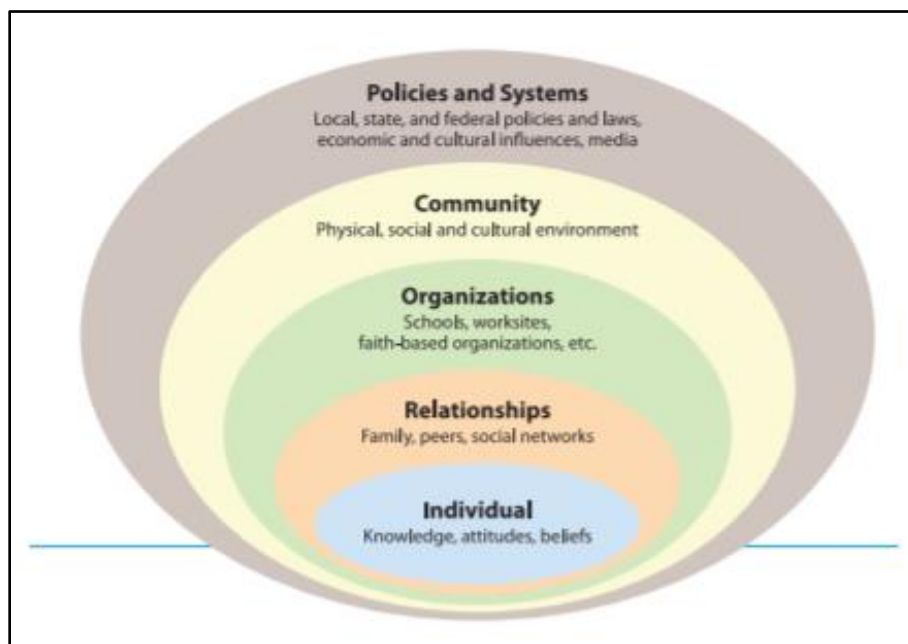 Policies and Systems
Local, state, and federal policies and laws,
economic and cultural influences, media
Community
Physical, social and cultural environment
Organizations
Schools, worksites,
faith-based organizations, etc.
Relationships
Family, peers, social networks
Individual
Knowledge, attitudes, beliefs